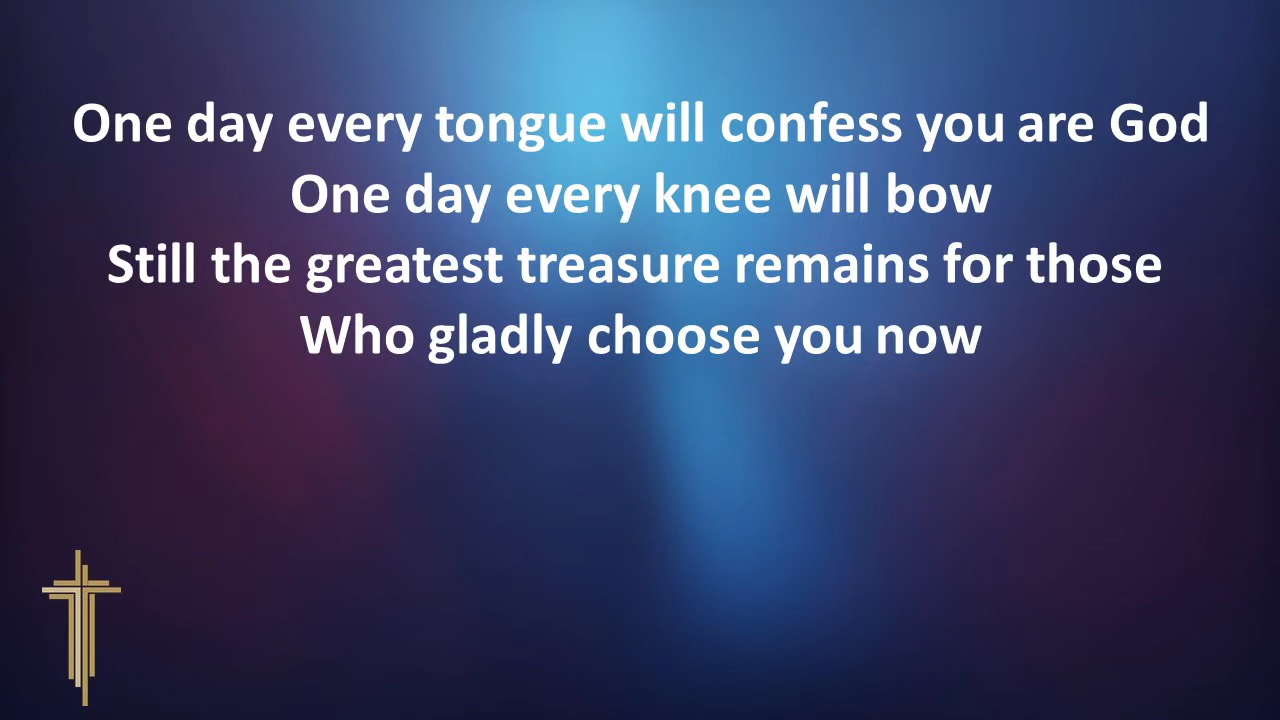 One day every tongue will confess you are God
One day every knee will bow
Still the greatest treasure remains for those
Who gladly choose you now